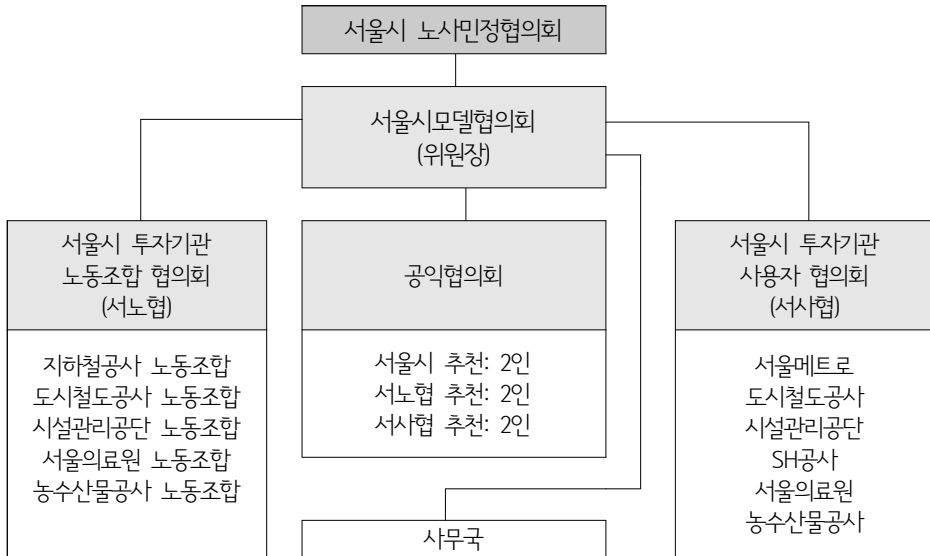 서울시 노사민정협의회
서울시모델협의회
(위원장)
서울시 투자기관
노동조합 협의회
(서노협)
지하철공사 노동조합
도시철도공사 노동조합
시설관리공단 노동조합
서울의료원 노동조합
농수산물공사 노동조합
공익협의회
서울시 추천: 2인
서노협 추천: 2인
서사협 추천: 2인
서울시 투자기관
사용자 협의회
(서사협)
서울메트로
도시철도공사
시설관리공단
SH공사
서울의료원
농수산물공사
사무국